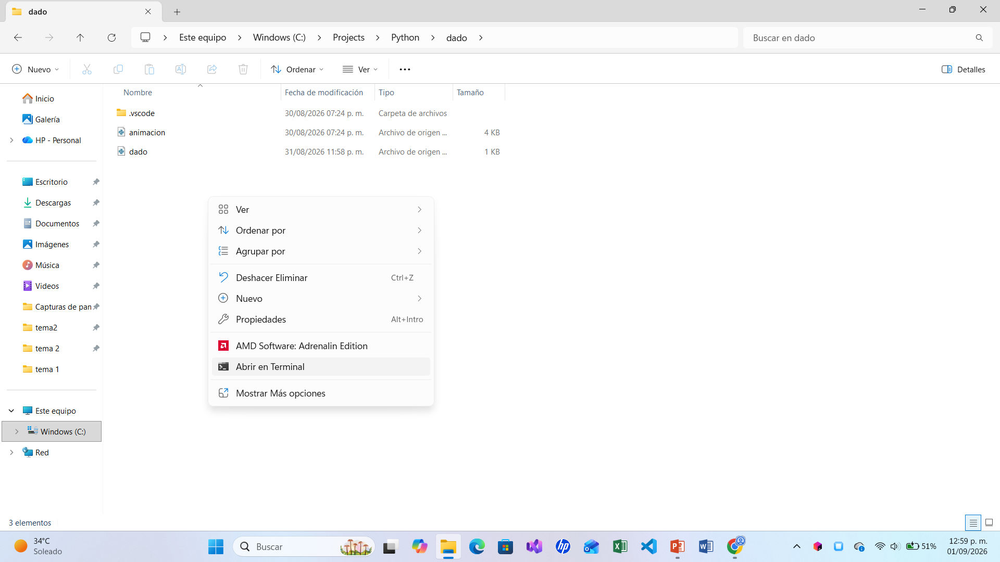 dado
Este equipo
Windows (C:)
Projects
Python
dado
Buscar en dado
Nuevo
Ordenar
Ver
Detalles
Nombre
Fecha de modificación
Tipo
Tamaño
.vscode
30/08/2026 07:24 p. m.
Carpeta de archivos
animacion
30/08/2026 07:24 p. m.
Archivo de origen ...
4 KB
dado
31/08/2026 11:58 p. m.
Archivo de origen ...
1 KB
Inicio
Galería
HP - Personal
Escritorio
Descargas
Documentos
Imágenes
Música
Videos
Capturas de pan
tema2
tema 2
tema 1
Este equipo
Windows (C:)
Red
Ver
Ordenar por
Agrupar por
Deshacer Eliminar
Ctrl+Z
Nuevo
Propiedades
Alt+Intro
AMD Software: Adrenalin Edition
Abrir en Terminal
Mostrar Más opciones
3 elementos
34°C
Soleado
Buscar
51%
12:59 p. m.
01/09/2026